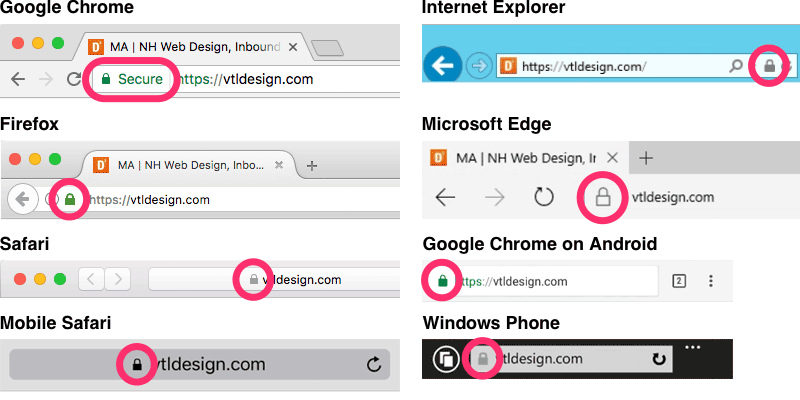 Google Chrome
MA | NH Web Design, Inbound
Secure https://vtldesign.com
Firefox
MA | NH Web Design, Inbo...
https://vtldesign.com
Safari
vtldesign.com
Mobile Safari
vtldesign.com
Internet Explorer
https://vtldesign.com/
Microsoft Edge
MA | NH Web Design, Ir
vtldesign.com
Google Chrome on Android
https://vtldesign.com 2
Windows Phone
vtldesign.com